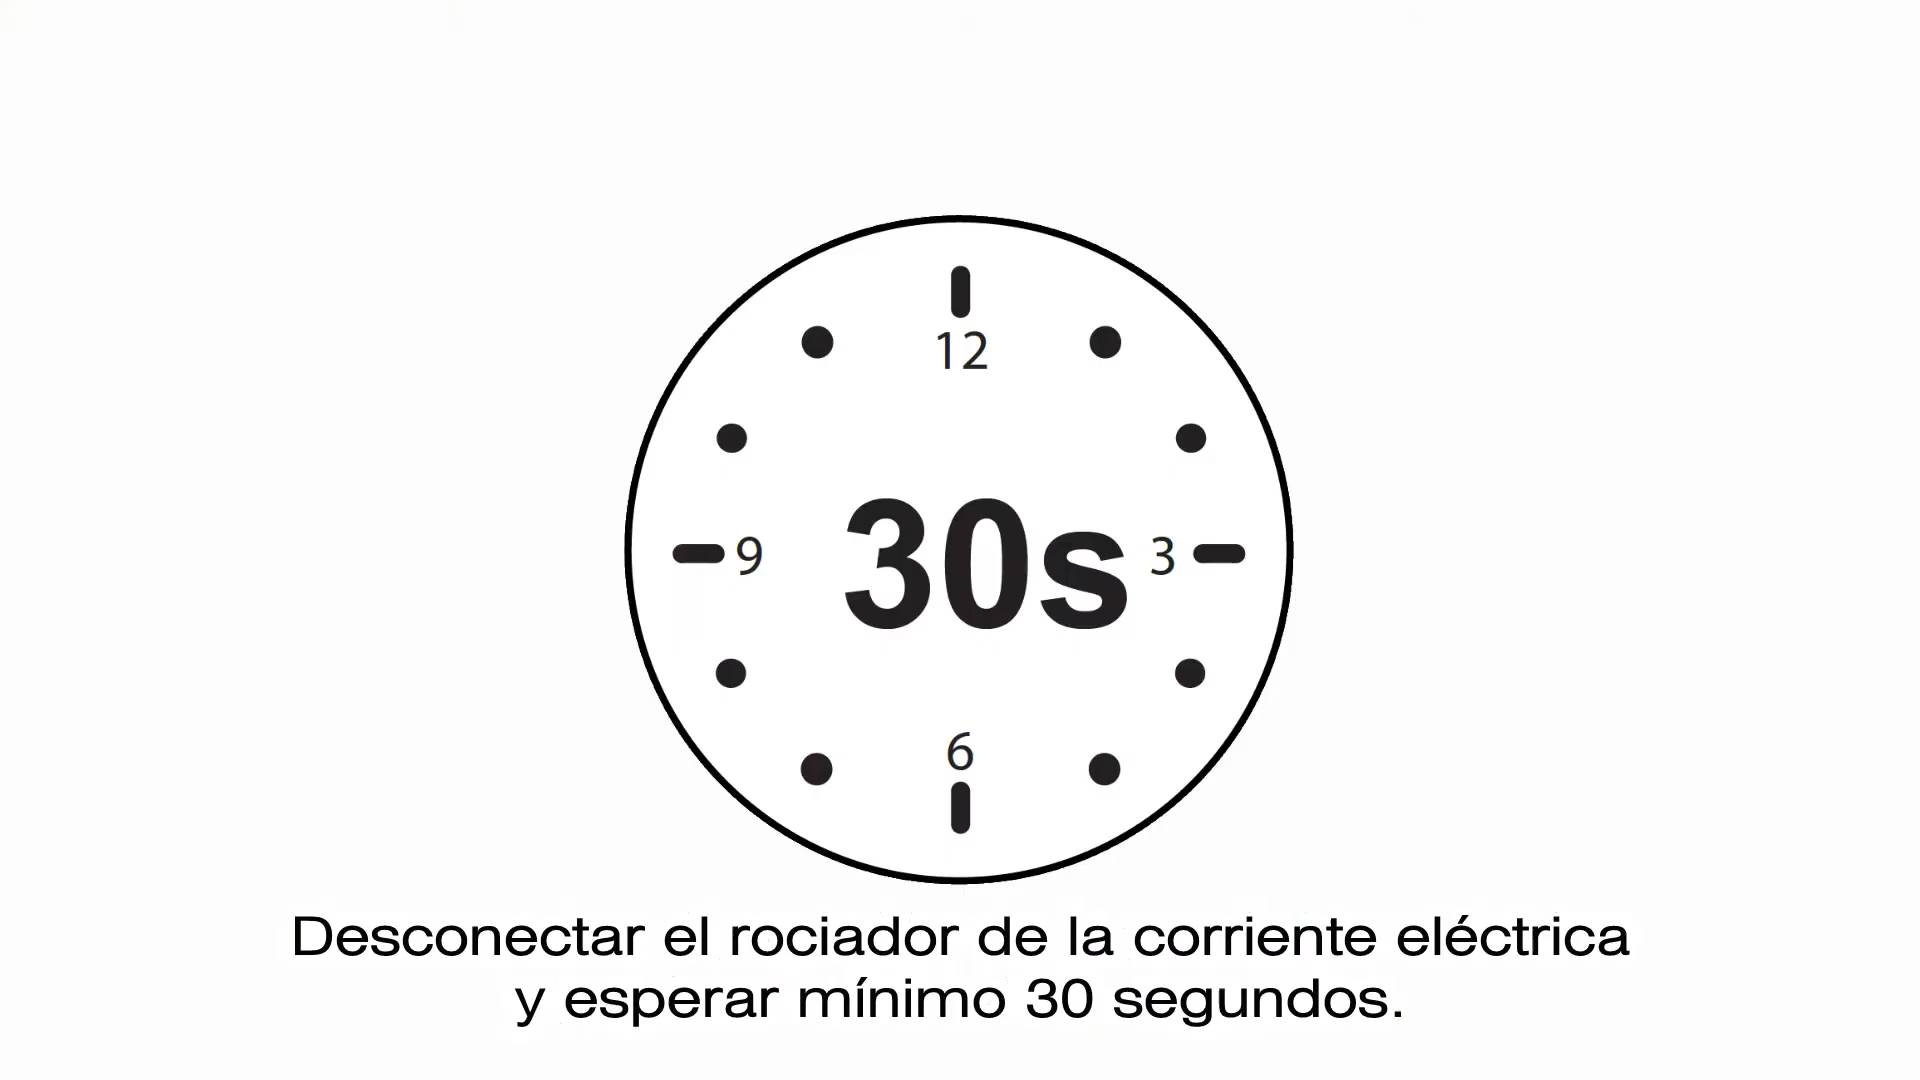 12
9 30s 3
6
Desconectar el rociador de la corriente eléctrica
y esperar mínimo 30 segundos.